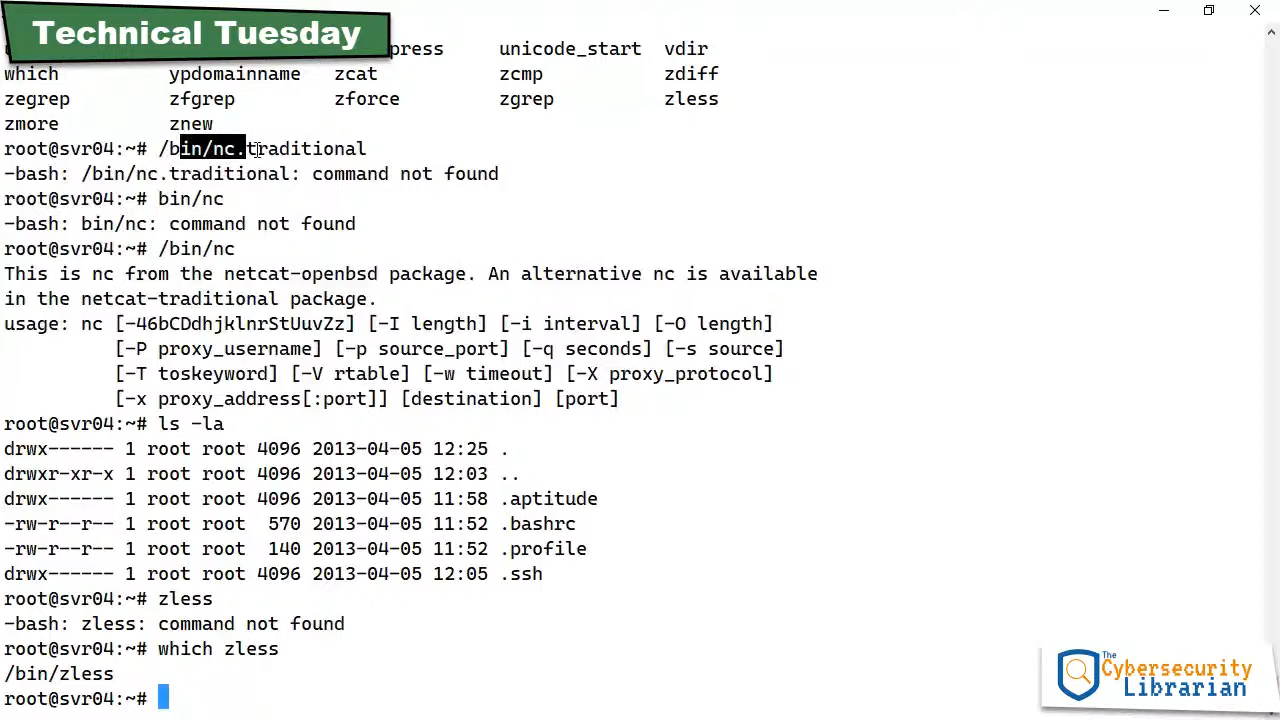 Technical Tuesday
press unicode_start vdir
which ypdomainname zcat zcmp zdiff
zegrep zfgrep zforce zgrep zless
zmore znew
root@svr04:~# /bin/nc.traditional
-bash: /bin/nc.traditional: command not found
root@svr04:~# bin/nc
-bash: bin/nc: command not found
root@svr04:~# /bin/nc
This is nc from the netcat-openbsd package. An alternative nc is available
in the netcat-traditional package.
usage: nc [-46bCDdhjklnrStUuvZz] [-I length] [-i interval] [-O length]
[-P proxy_username] [-p source_port] [-q seconds] [-s source]
[-T toskeyword] [-V rtable] [-w timeout] [-X proxy_protocol]
[-x proxy_address[:port]] [destination] [port]
root@svr04:~# ls -la
drwx------ 1 root root 4096 2013-04-05 12:25 .
drwxr-xr-x 1 root root 4096 2013-04-05 12:03 ..
drwx------ 1 root root 4096 2013-04-05 11:58 .aptitude
-rw-r--r-- 1 root root  570 2013-04-05 11:52 .bashrc
-rw-r--r-- 1 root root  140 2013-04-05 11:52 .profile
drwx------ 1 root root 4096 2013-04-05 12:05 .ssh
root@svr04:~# zless
-bash: zless: command not found
root@svr04:~# which zless
/bin/zless
root@svr04:~#
The
Cybersecurity
Librarian